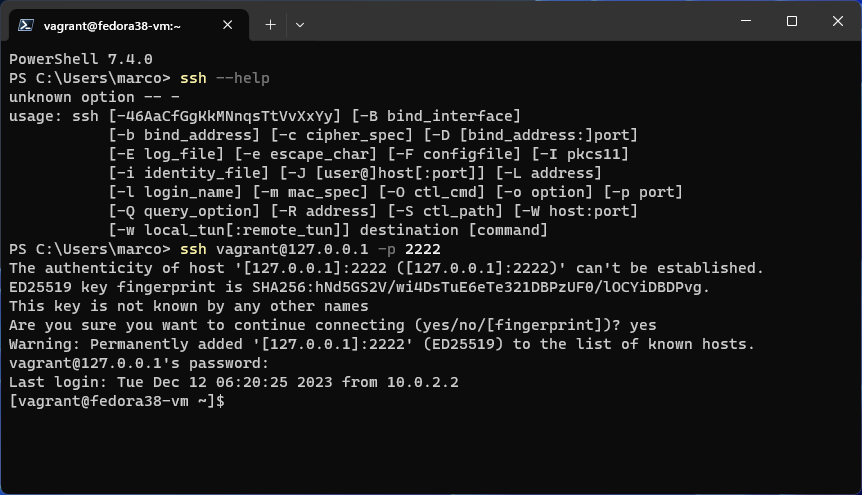 vagrant@fedora38-vm:~
PowerShell 7.4.0
PS C:\Users\marco> ssh --help
unknown option -- -
usage: ssh [-46AaCfGgKkMNnqsTtVvXxYy] [-B bind_interface]
           [-b bind_address] [-c cipher_spec] [-D [bind_address:]port]
           [-E log_file] [-e escape_char] [-F configfile] [-I pkcs11]
           [-i identity_file] [-J [user@]host[:port]] [-L address]
           [-l login_name] [-m mac_spec] [-O ctl_cmd] [-o option] [-p port]
           [-Q query_option] [-R address] [-S ctl_path] [-W host:port]
           [-w local_tun[:remote_tun]] destination [command]
PS C:\Users\marco> ssh vagrant@127.0.0.1 -p 2222
The authenticity of host '[127.0.0.1]:2222 ([127.0.0.1]:2222)' can't be established.
ED25519 key fingerprint is SHA256:hNd5GS2V/wi4DsTuE6eTe321DBPzUF0/lOCYiDBDPvg.
This key is not known by any other names
Are you sure you want to continue connecting (yes/no/[fingerprint])? yes
Warning: Permanently added '[127.0.0.1]:2222' (ED25519) to the list of known hosts.
vagrant@127.0.0.1's password:
Last login: Tue Dec 12 06:20:25 2023 from 10.0.2.2
[vagrant@fedora38-vm ~]$